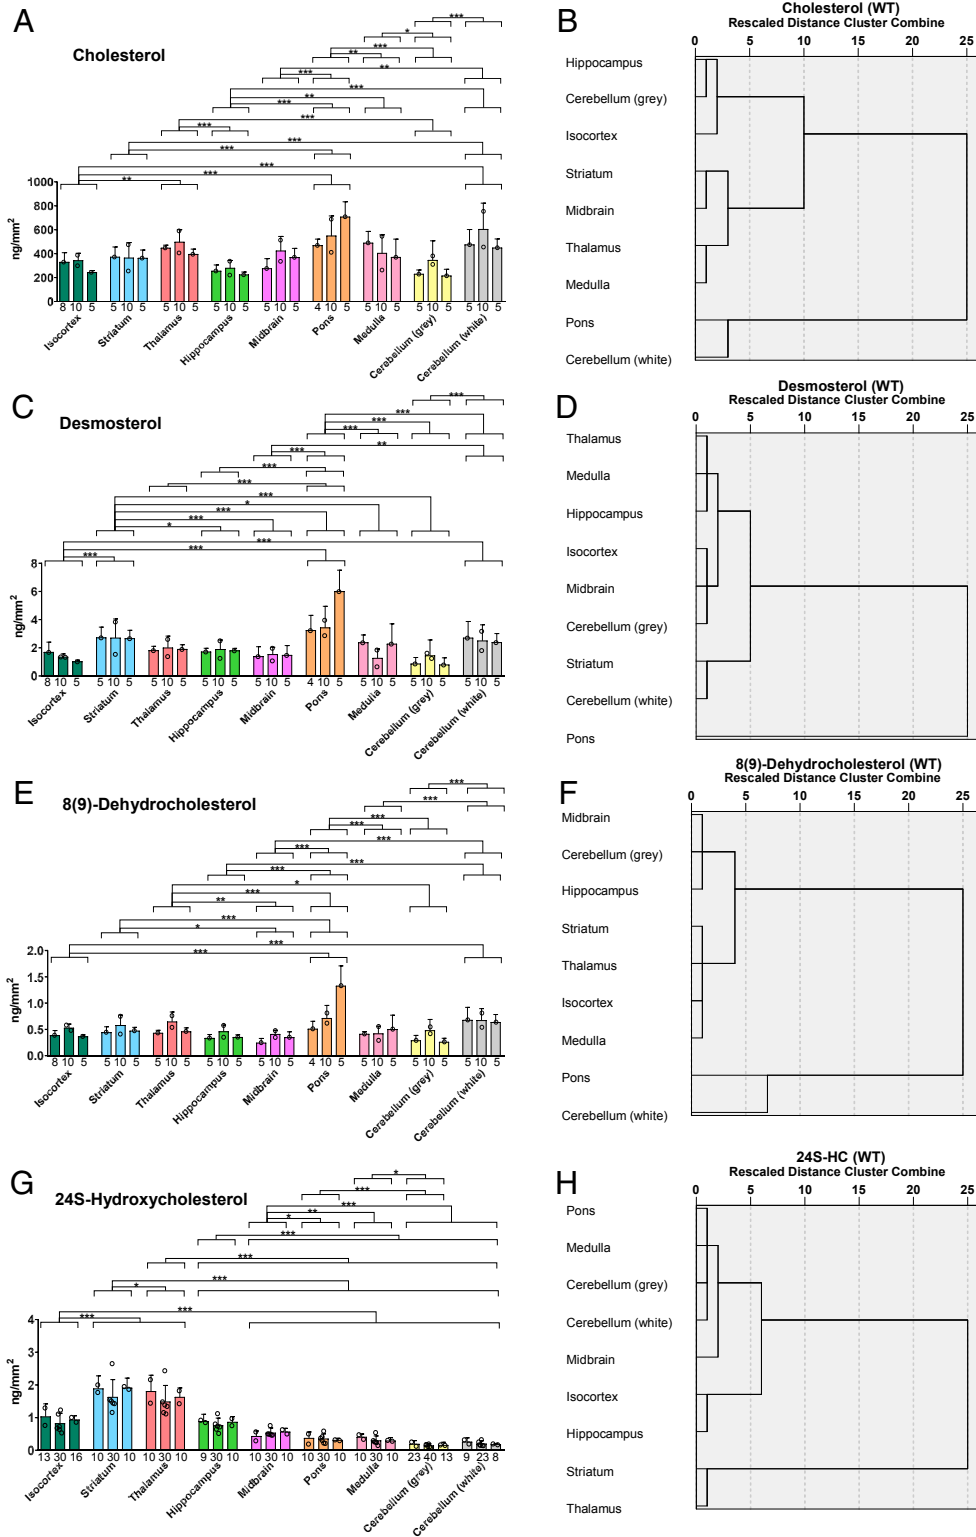 A
Cholesterol
***
*
***
**
**
***
***
**
***
***
***
***
***
***
***
***
**
ng/mm²
1000
800
600
400
200
0
8 10 5 5 10 5 5 10 5 5 10 5 5 10 5 4 10 5 5 10 5 5 10 5 5 10 5
Isocortex
Striatum
Thalamus
Hippocampus
Midbrain
Pons
Medulla
Cerebellum (grey)
Cerebellum (white)
B
Cholesterol (WT)
Rescaled Distance Cluster Combine
0 5 10 15 20 25
Hippocampus
Cerebellum (grey)
Isocortex
Striatum
Midbrain
Thalamus
Medulla
Pons
Cerebellum (white)
C
Desmosterol
***
***
***
***
**
***
***
***
***
*
***
***
*
***
***
***
ng/mm²
8
6
4
2
0
8 10 5 5 10 5 5 10 5 5 10 5 5 10 5 4 10 5 5 10 5 5 10 5 5 10 5
Isocortex
Striatum
Thalamus
Hippocampus
Midbrain
Pons
Medulla
Cerebellum (grey)
Cerebellum (white)
D
Desmosterol (WT)
Rescaled Distance Cluster Combine
0 5 10 15 20 25
Thalamus
Medulla
Hippocampus
Isocortex
Midbrain
Cerebellum (grey)
Striatum
Cerebellum (white)
Pons
E
8(9)-Dehydrocholesterol
***
***
***
***
***
***
***
***
*
***
**
***
*
***
***
ng/mm²
2.0
1.5
1.0
0.5
0.0
8 10 5 5 10 5 5 10 5 5 10 5 5 10 5 4 10 5 5 10 5 5 10 5 5 10 5
Isocortex
Striatum
Thalamus
Hippocampus
Midbrain
Pons
Medulla
Cerebellum (grey)
Cerebellum (white)
F
8(9)-Dehydrocholesterol (WT)
Rescaled Distance Cluster Combine
0 5 10 15 20 25
Midbrain
Cerebellum (grey)
Hippocampus
Striatum
Thalamus
Isocortex
Medulla
Pons
Cerebellum (white)
G
24S-Hydroxycholesterol
*
***
***
**
*
***
***
***
*
***
***
ng/mm²
4
3
2
1
0
13 30 16 10 30 10 10 30 10 9 30 10 10 30 10 10 30 10 10 30 10 23 40 13 9 23 8
Isocortex
Striatum
Thalamus
Hippocampus
Midbrain
Pons
Medulla
Cerebellum (grey)
Cerebellum (white)
H
24S-HC (WT)
Rescaled Distance Cluster Combine
0 5 10 15 20 25
Pons
Medulla
Cerebellum (grey)
Cerebellum (white)
Midbrain
Isocortex
Hippocampus
Striatum
Thalamus